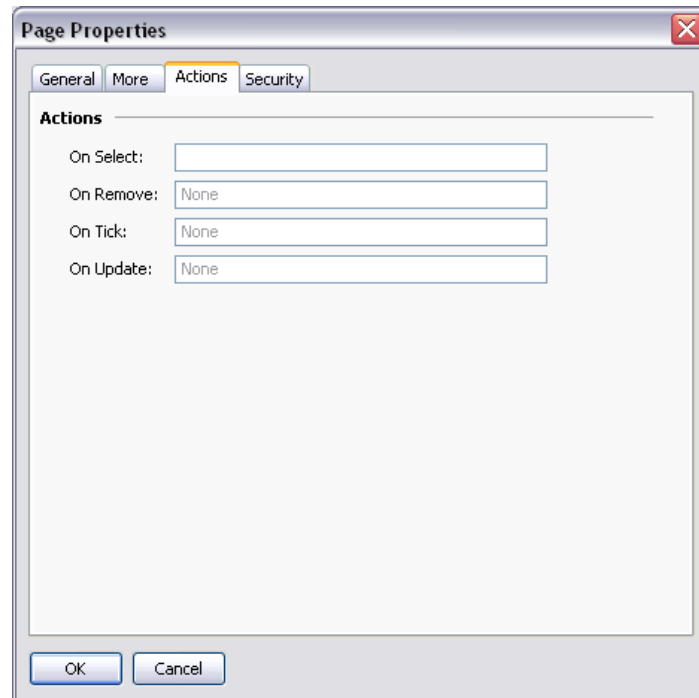 Page Properties
General More Actions Security
Actions
On Select:
On Remove: None
On Tick: None
On Update: None
OK Cancel